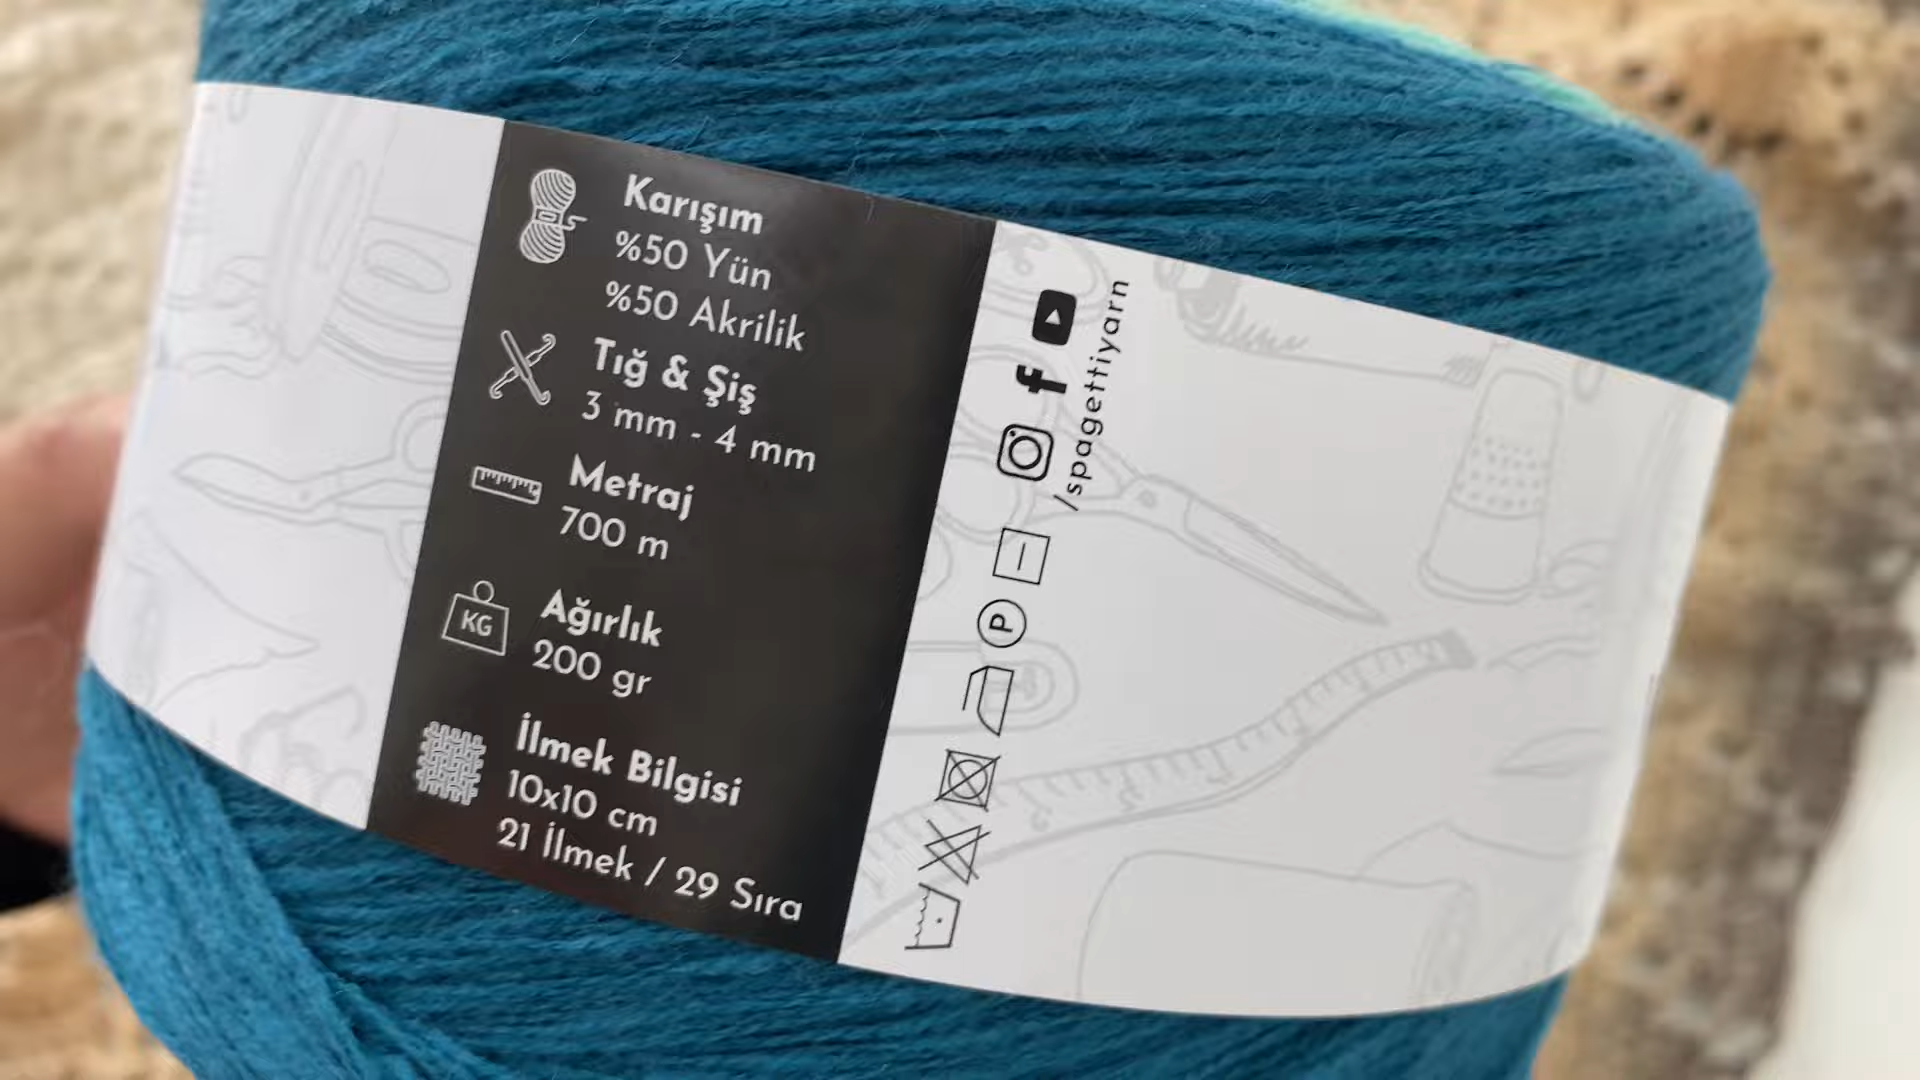 Karışım
%50 Yün
%50 Akrilik
Tığ & Şiş
3 mm - 4 mm
Metraj
700 m
KG
Ağırlık
200 gr
İlmek Bilgisi
10x10 cm
21 İlmek / 29 Sıra
/spagettiyarn
P